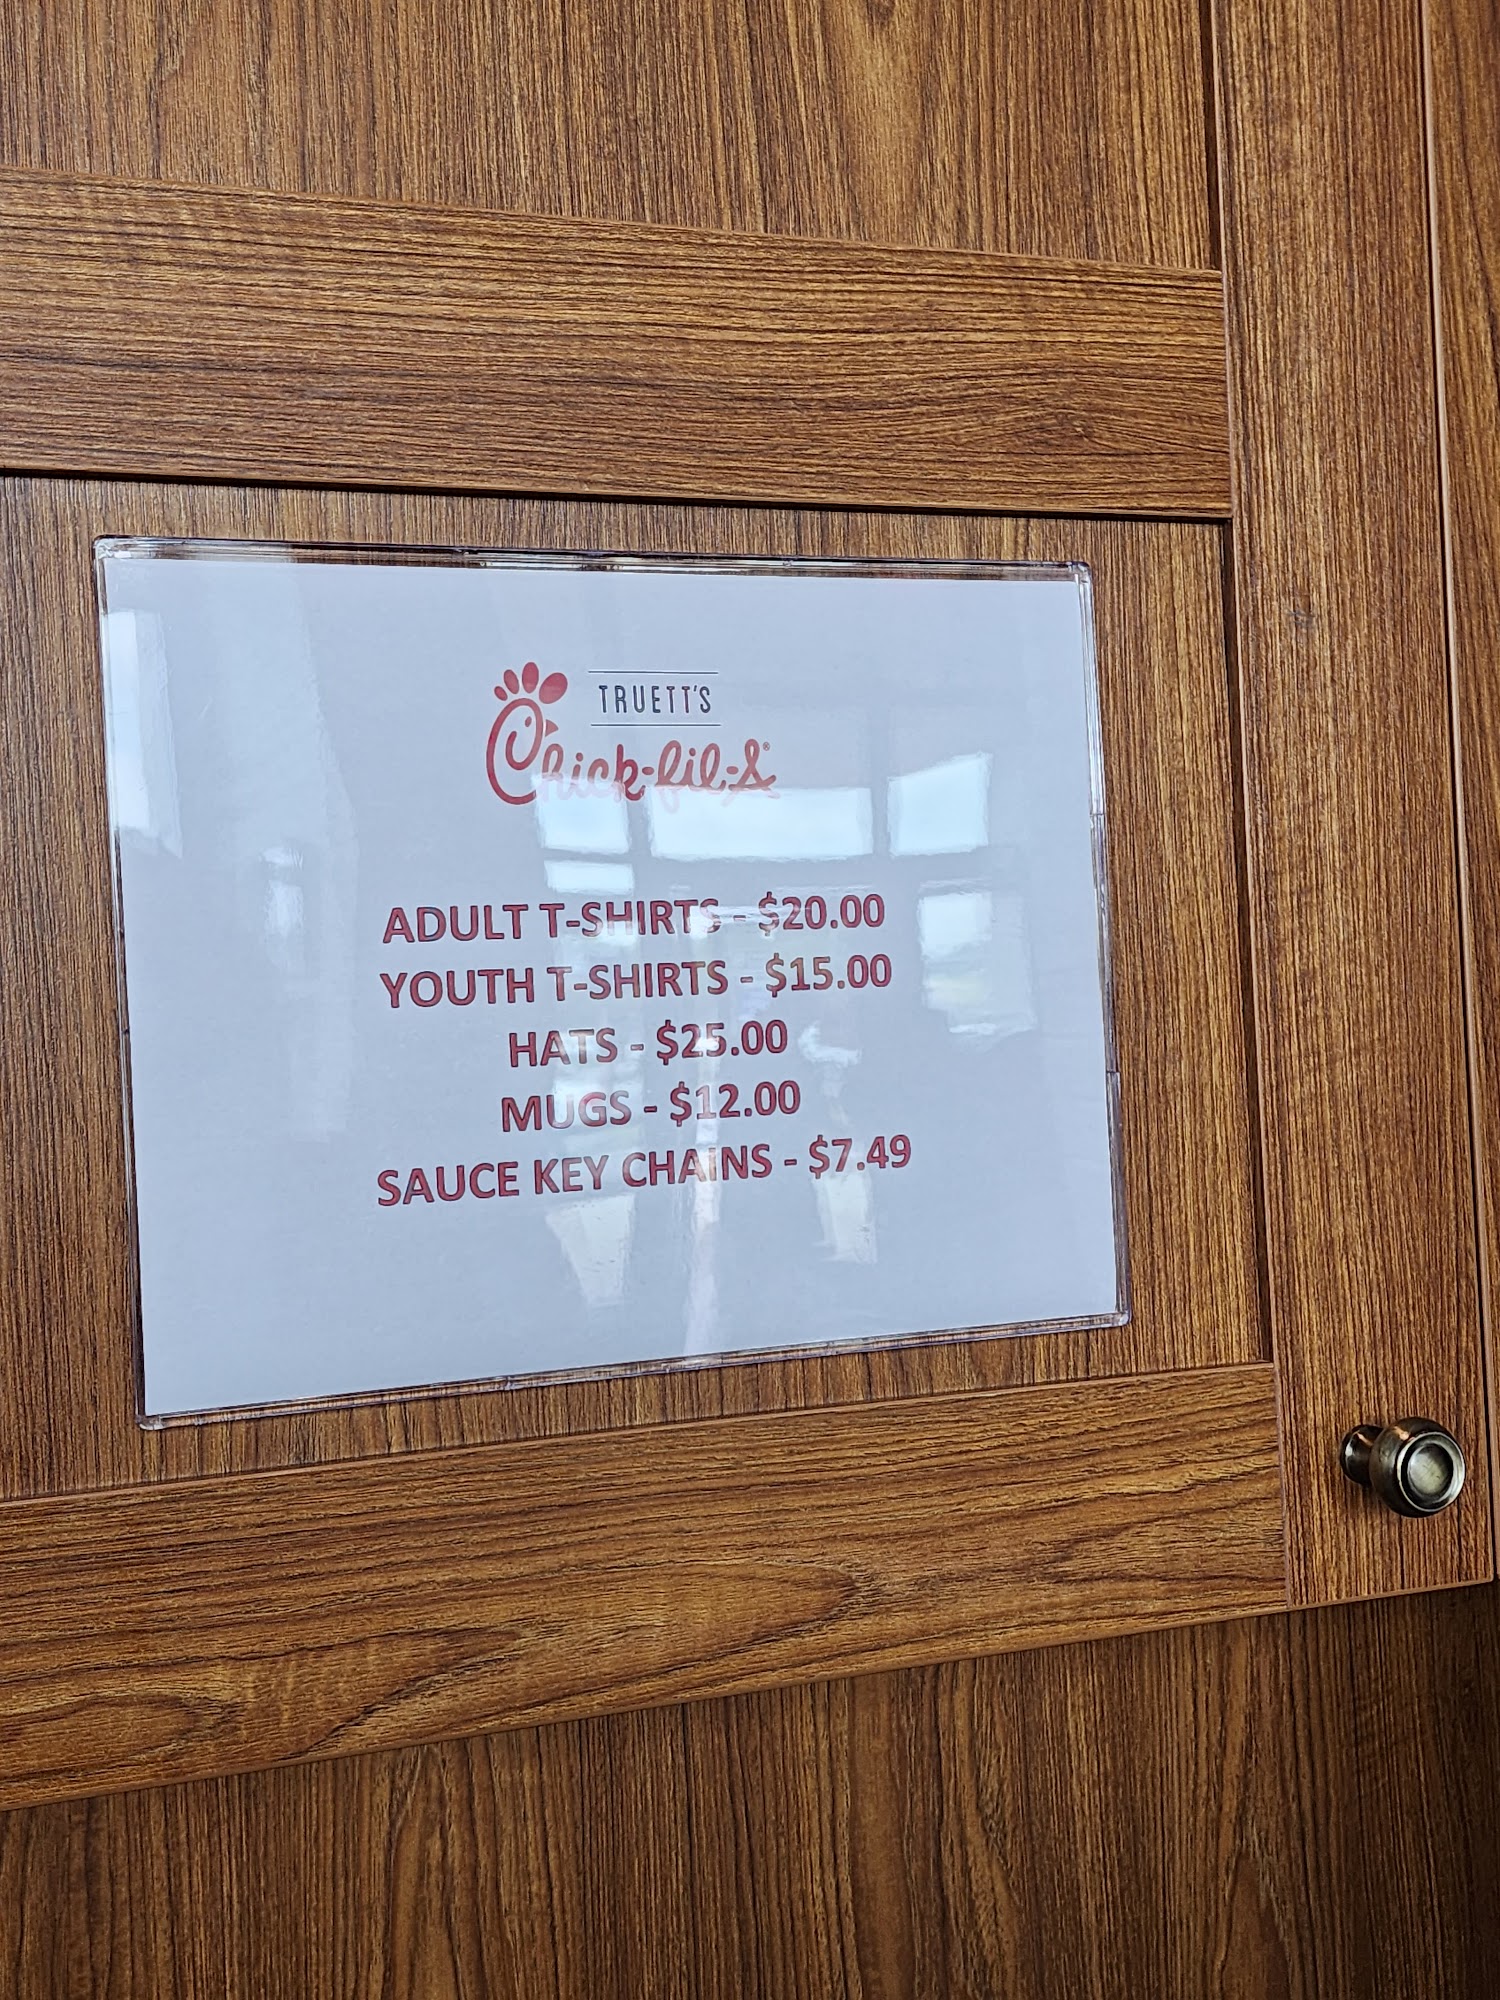 TRUETT'S
Chick-fil-A®
ADULT T-SHIRTS - $20.00
YOUTH T-SHIRTS - $15.00
HATS - $25.00
MUGS - $12.00
SAUCE KEY CHAINS - $7.49